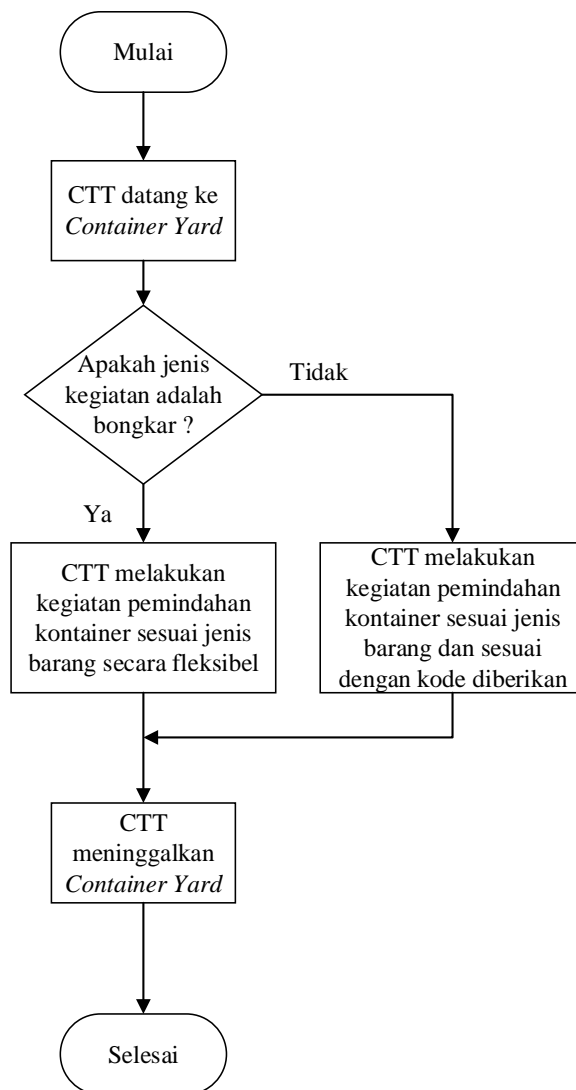 Mulai
CTT datang ke
Container Yard
Apakah jenis
kegiatan adalah
bongkar ?
Tidak
Ya
CTT melakukan
kegiatan pemindahan
kontainer sesuai jenis
barang secara fleksibel
CTT melakukan
kegiatan pemindahan
kontainer sesuai jenis
barang dan sesuai
dengan kode diberikan
CTT
meninggalkan
Container Yard
Selesai